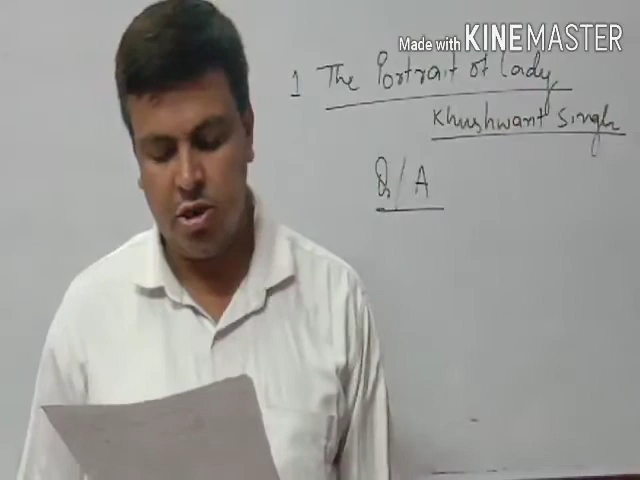 Made with KINEMASTER
1 The Portrait of Lady
Khushwant Singh
Q/A